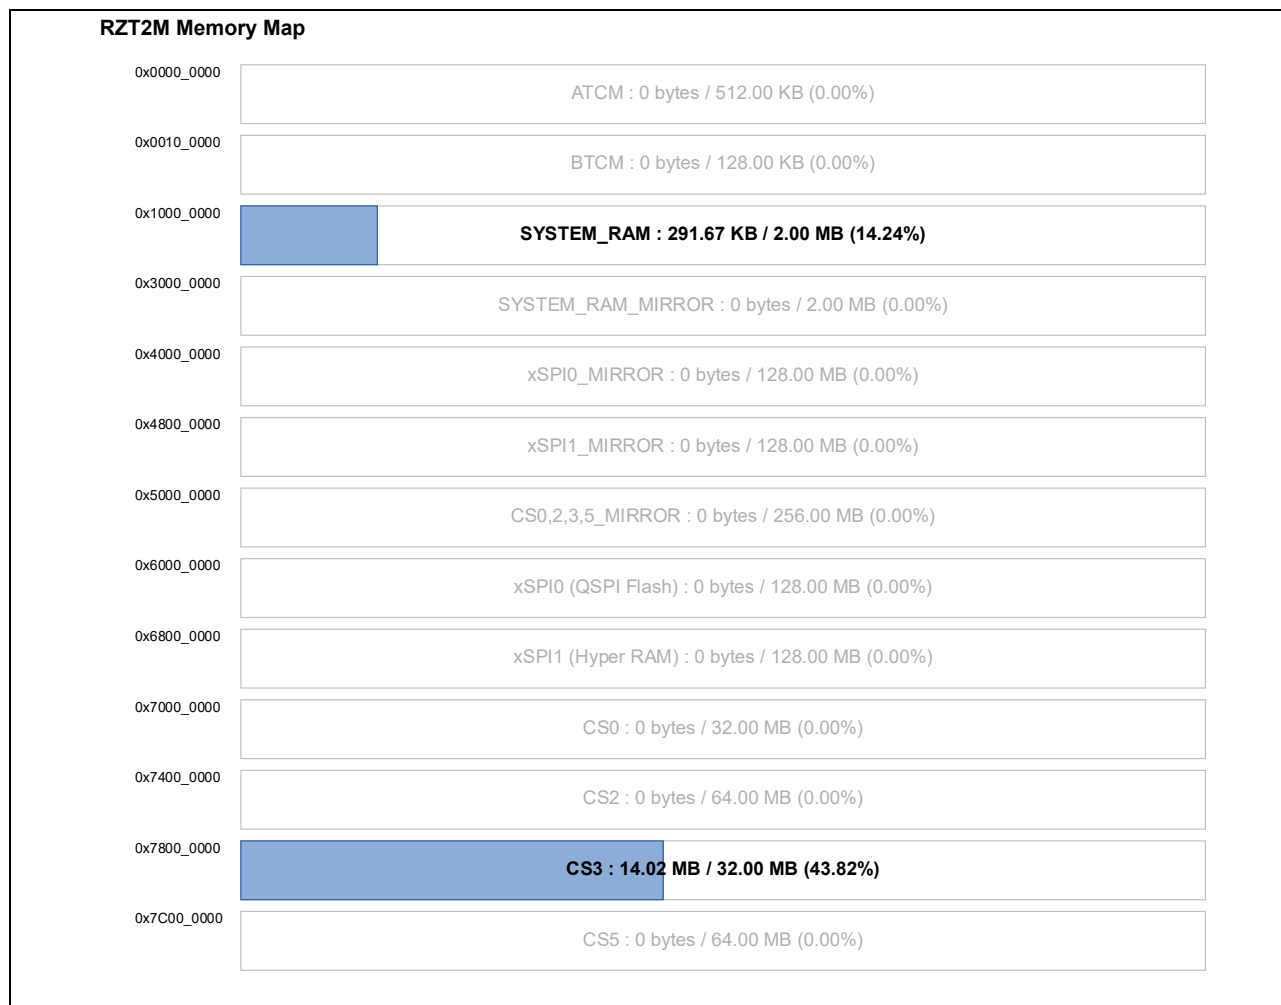 RZT2M Memory Map
0x0000_0000
ATCM : 0 bytes / 512.00 KB (0.00%)
0x0010_0000
BTCM : 0 bytes / 128.00 KB (0.00%)
0x1000_0000
SYSTEM_RAM : 291.67 KB / 2.00 MB (14.24%)
0x3000_0000
SYSTEM_RAM_MIRROR : 0 bytes / 2.00 MB (0.00%)
0x4000_0000
xSPI0_MIRROR : 0 bytes / 128.00 MB (0.00%)
0x4800_0000
xSPI1_MIRROR : 0 bytes / 128.00 MB (0.00%)
0x5000_0000
CS0,2,3,5_MIRROR : 0 bytes / 256.00 MB (0.00%)
0x6000_0000
xSPI0 (QSPI Flash) : 0 bytes / 128.00 MB (0.00%)
0x6800_0000
xSPI1 (Hyper RAM) : 0 bytes / 128.00 MB (0.00%)
0x7000_0000
CS0 : 0 bytes / 32.00 MB (0.00%)
0x7400_0000
CS2 : 0 bytes / 64.00 MB (0.00%)
0x7800_0000
CS3 : 14.02 MB / 32.00 MB (43.82%)
0x7C00_0000
CS5 : 0 bytes / 64.00 MB (0.00%)